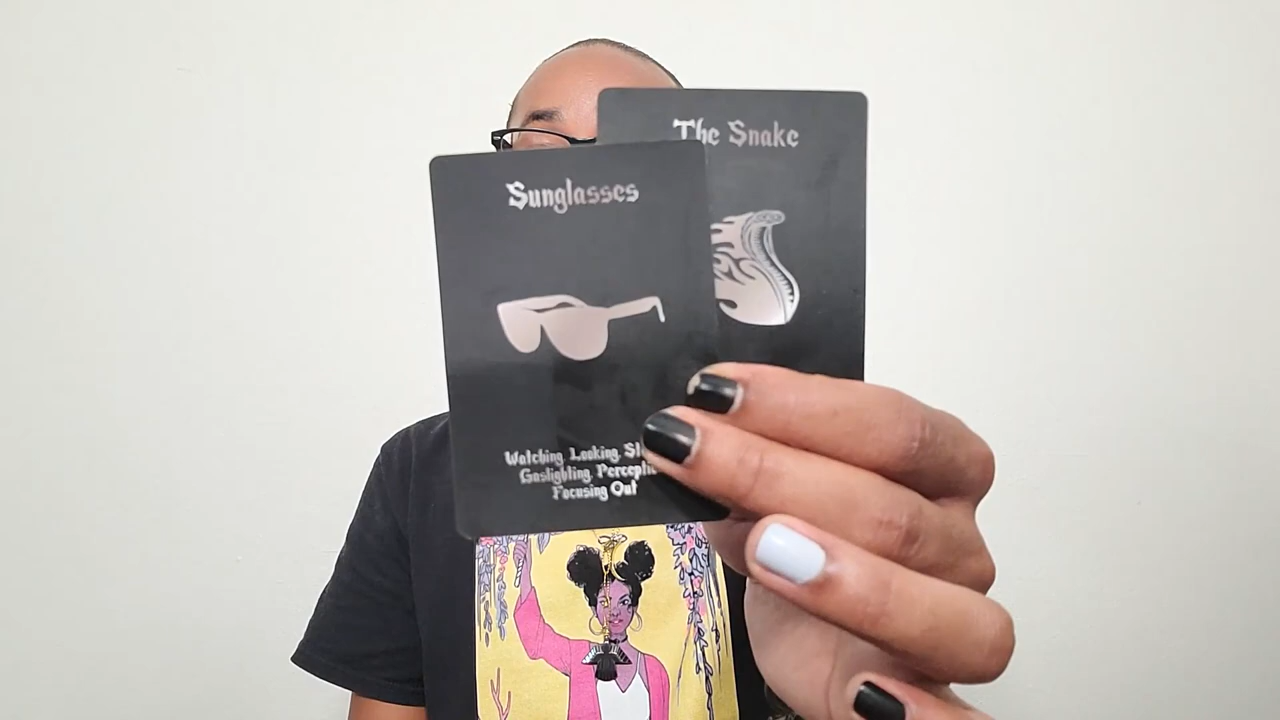 The Snake
Sunglasses
Watching, Looking,
Gaslighting,
Focusing Out